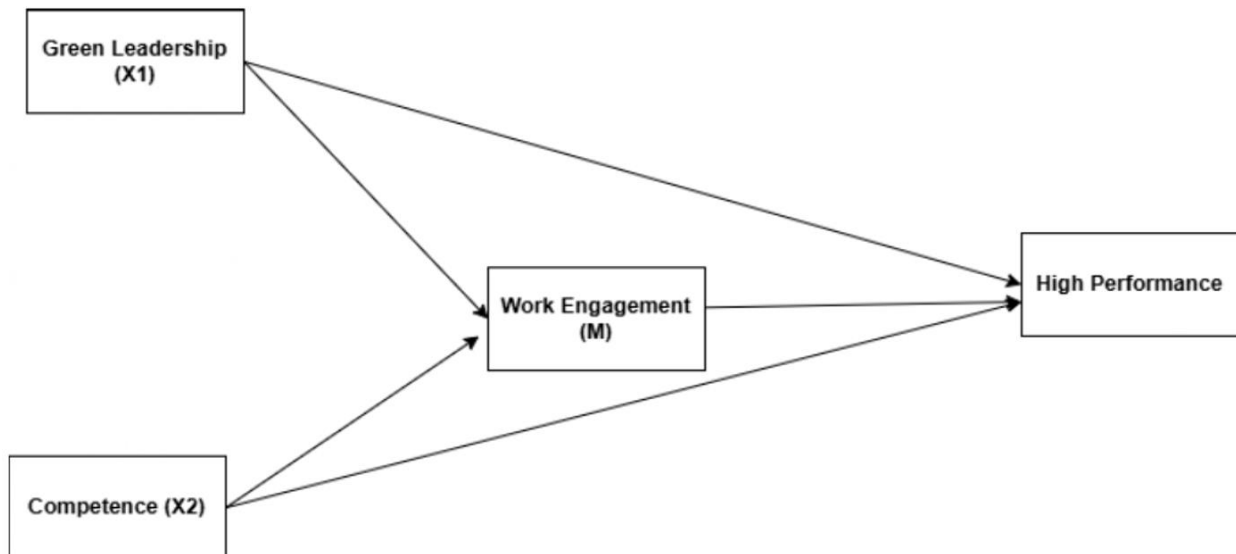 Green Leadership
(X1)
Work Engagement
(M)
High Performance
Competence (X2)